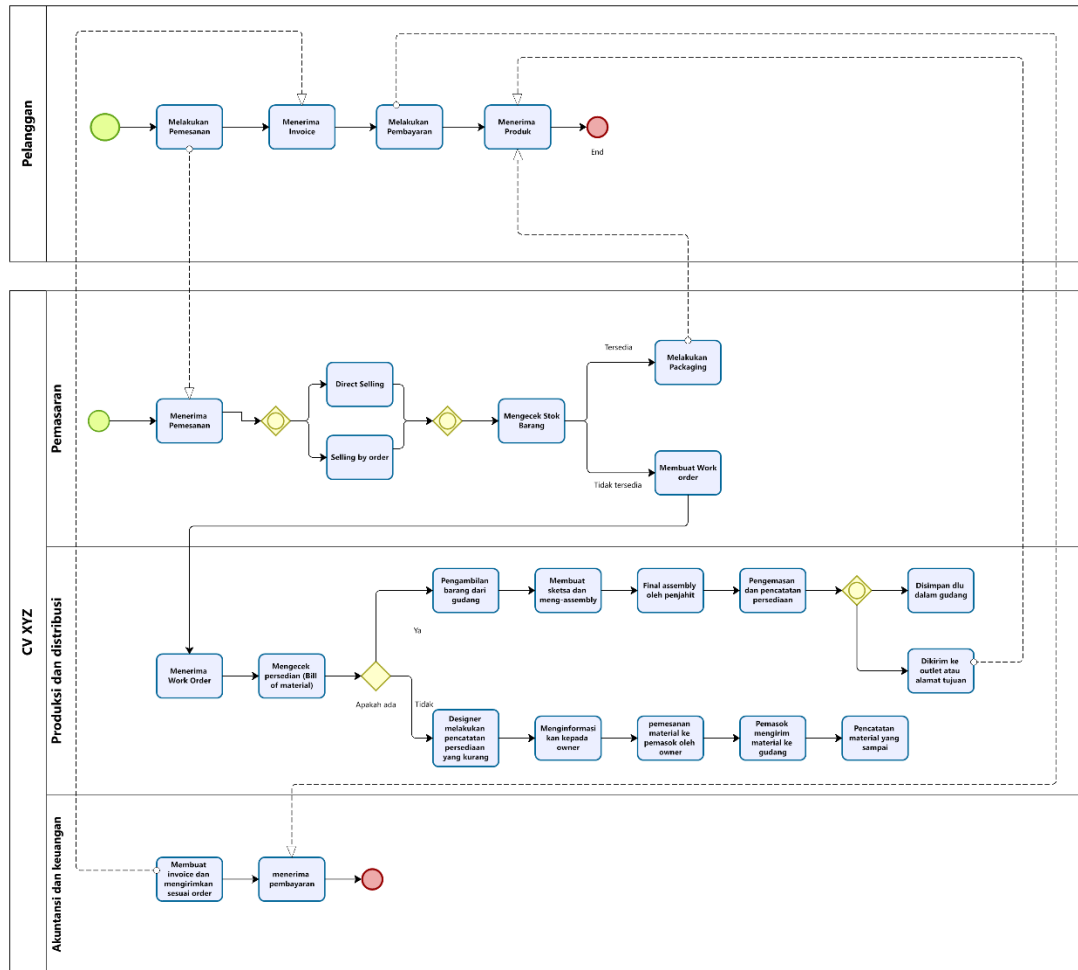 Pelanggan
Melakukan
Pemesanan
Menerima
Invoice
Melakukan
Pembayaran
Menerima
Produk
End
CV XYZ
Pemasaran
Menerima
Pemesanan
Direct Selling
Selling by order
Mengecek Stok
Barang
Tersedia
Melakukan
Packaging
Tidak tersedia
Membuat Work
order
Produksi dan distribusi
Menerima
Work Order
Mengecek
persedian (Bill
of material)
Apakah ada
Ya
Pengambilan
barang dari
gudang
Membuat
sketsa dan
meng-assembly
Final assembly
oleh penjahit
Pengemasan
dan pencatatan
persediaan
Disimpan dlu
dalam gudang
Dikirim ke
outlet atau
alamat tujuan
Tidak
Designer
melakukan
pencatatan
persediaan
yang kurang
Menginformasi
kan kepada
owner
pemesanan
material ke
pemasok oleh
owner
Pemasok
mengirim
material ke
gudang
Pencatatan
material yang
sampai
Akuntansi dan keuangan
Membuat
invoice dan
mengirimkan
sesuai order
menerima
pembayaran